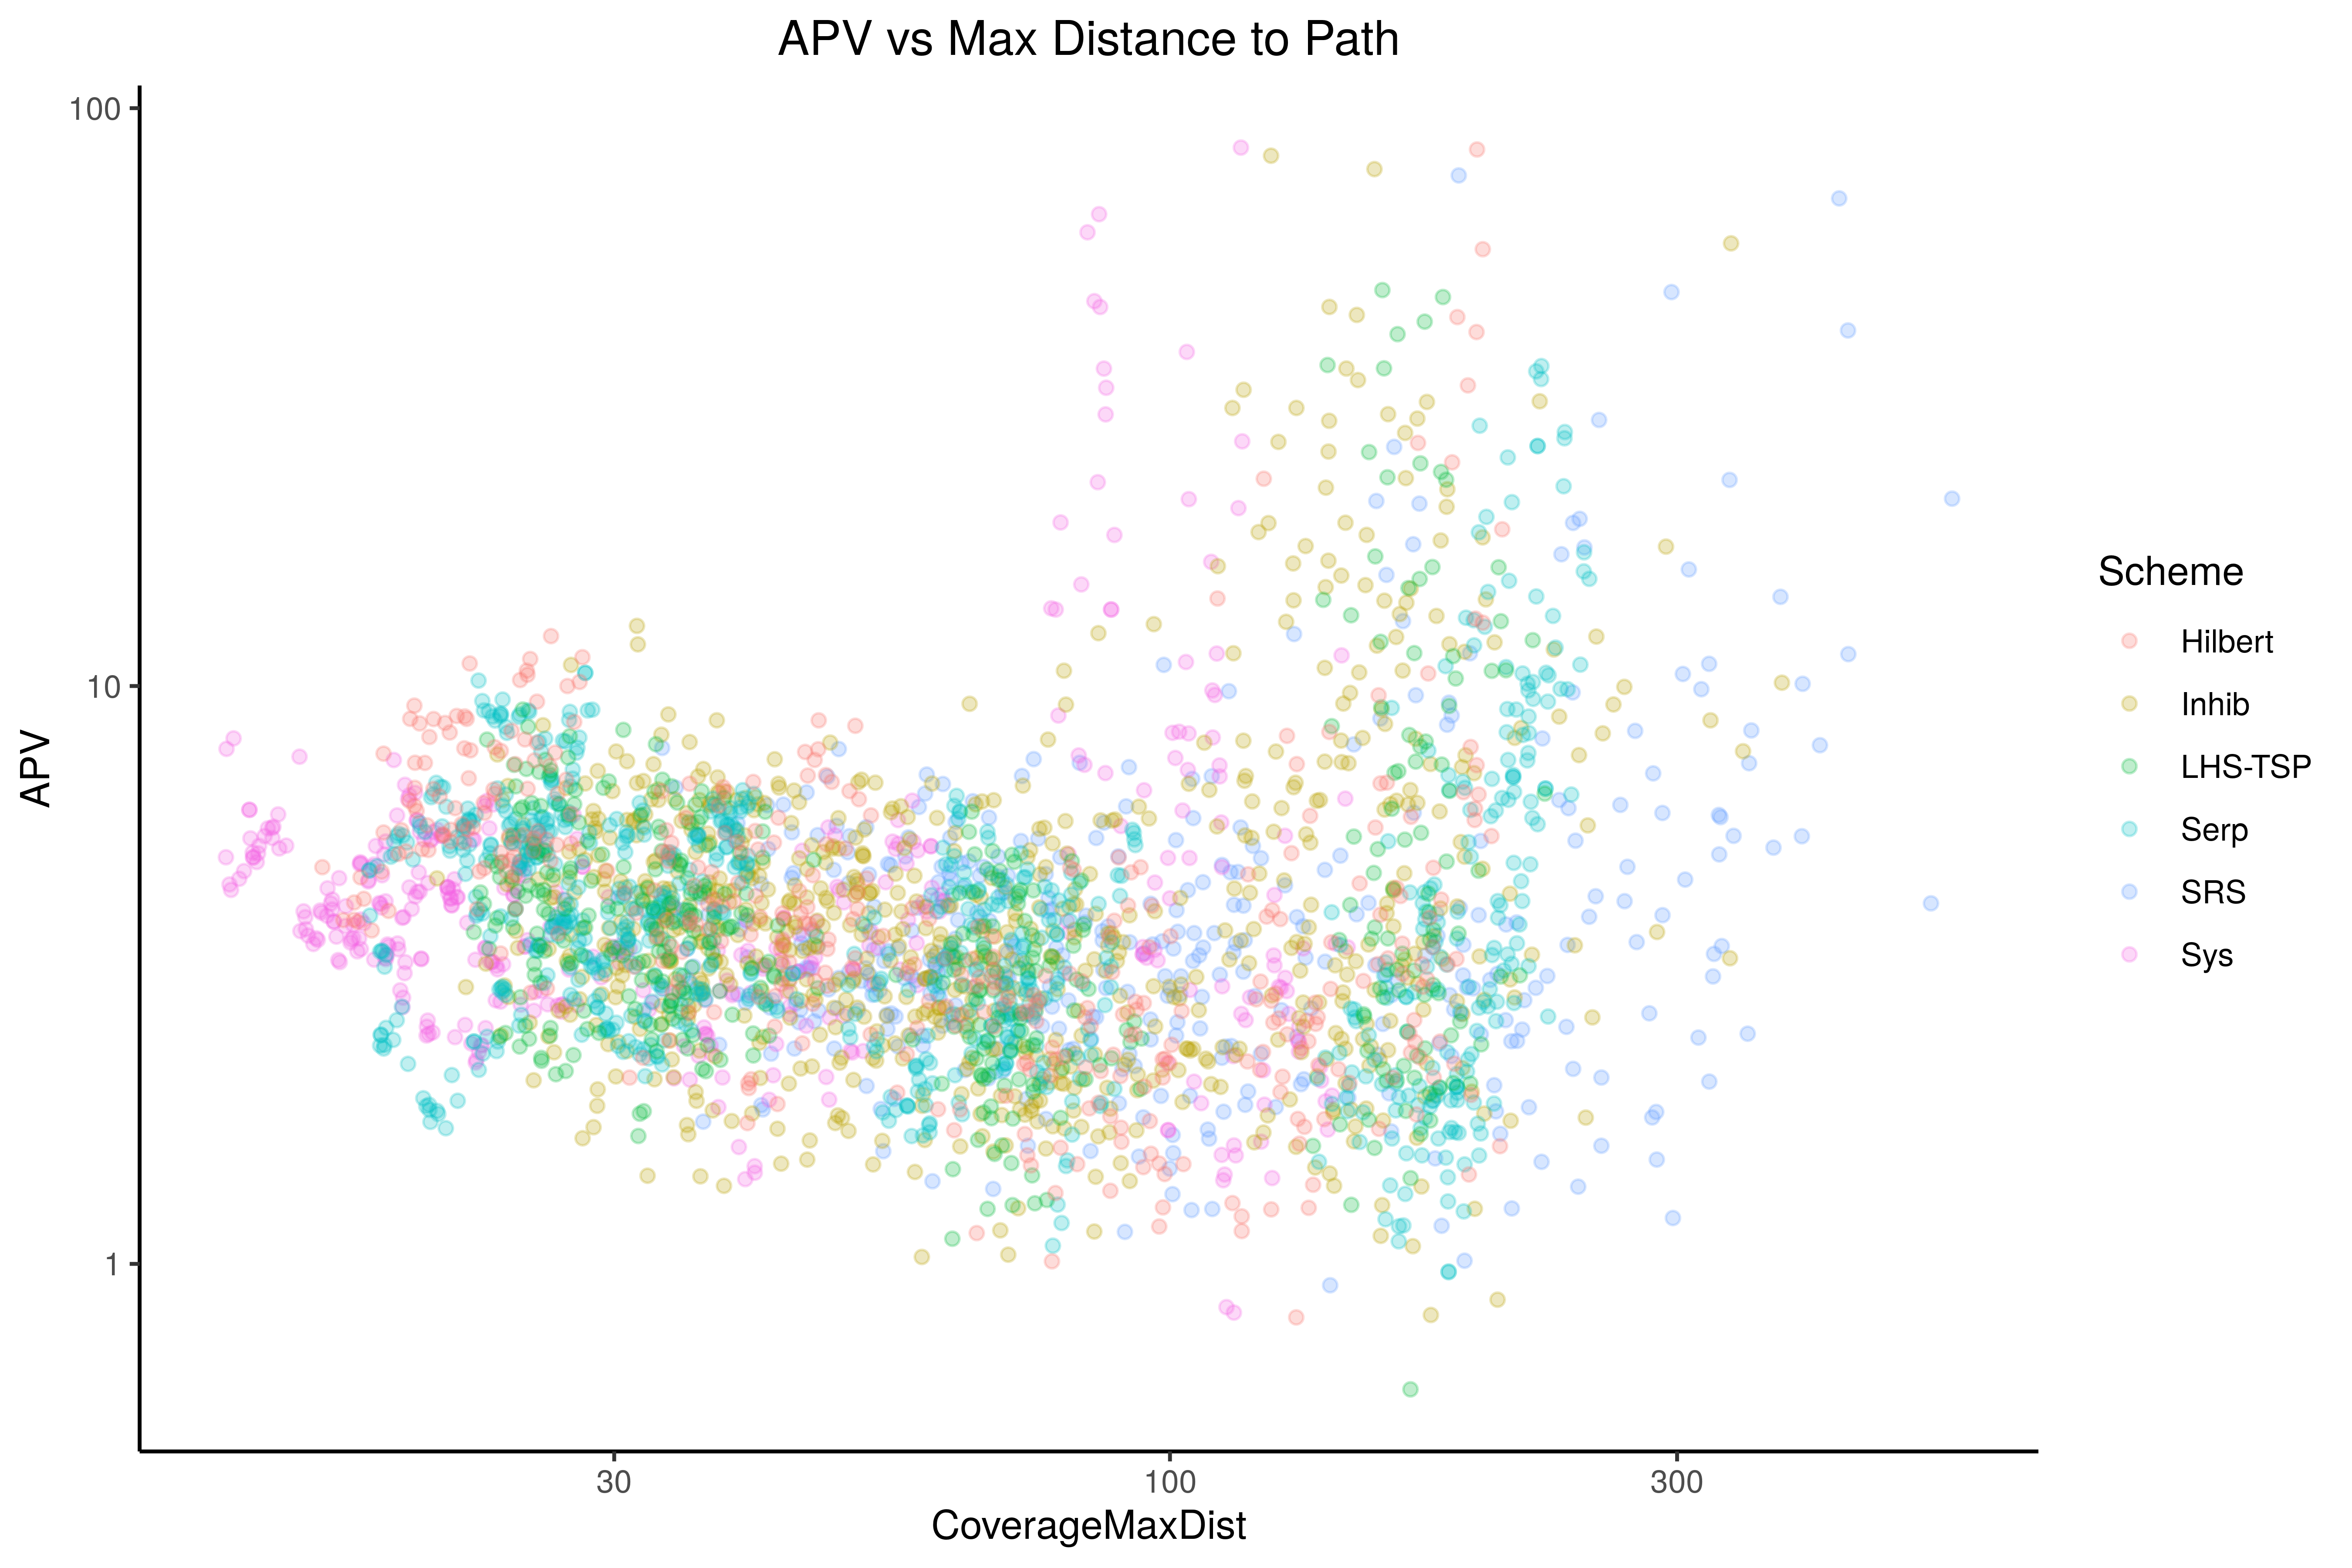 APV vs Max Distance to Path
100
10
1
APV
30
100
300
CoverageMaxDist
Scheme
Hilbert
Inhib
LHS-TSP
Serp
SRS
Sys